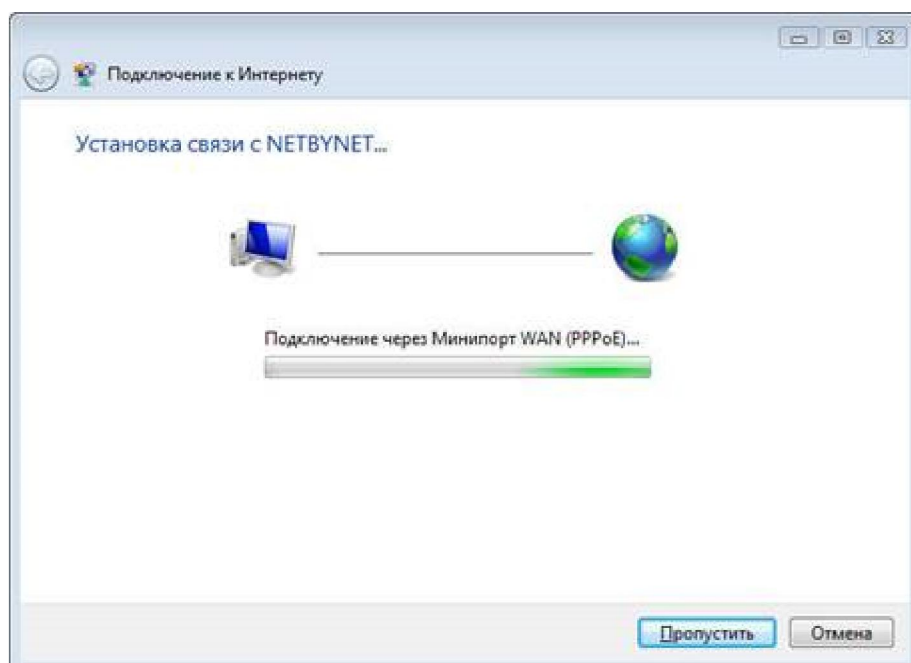 Подключение к Интернету
Установка связи с NETBYNET...
Подключение через Минипорт WAN (PPPoE)...
Пропустить
Отмена